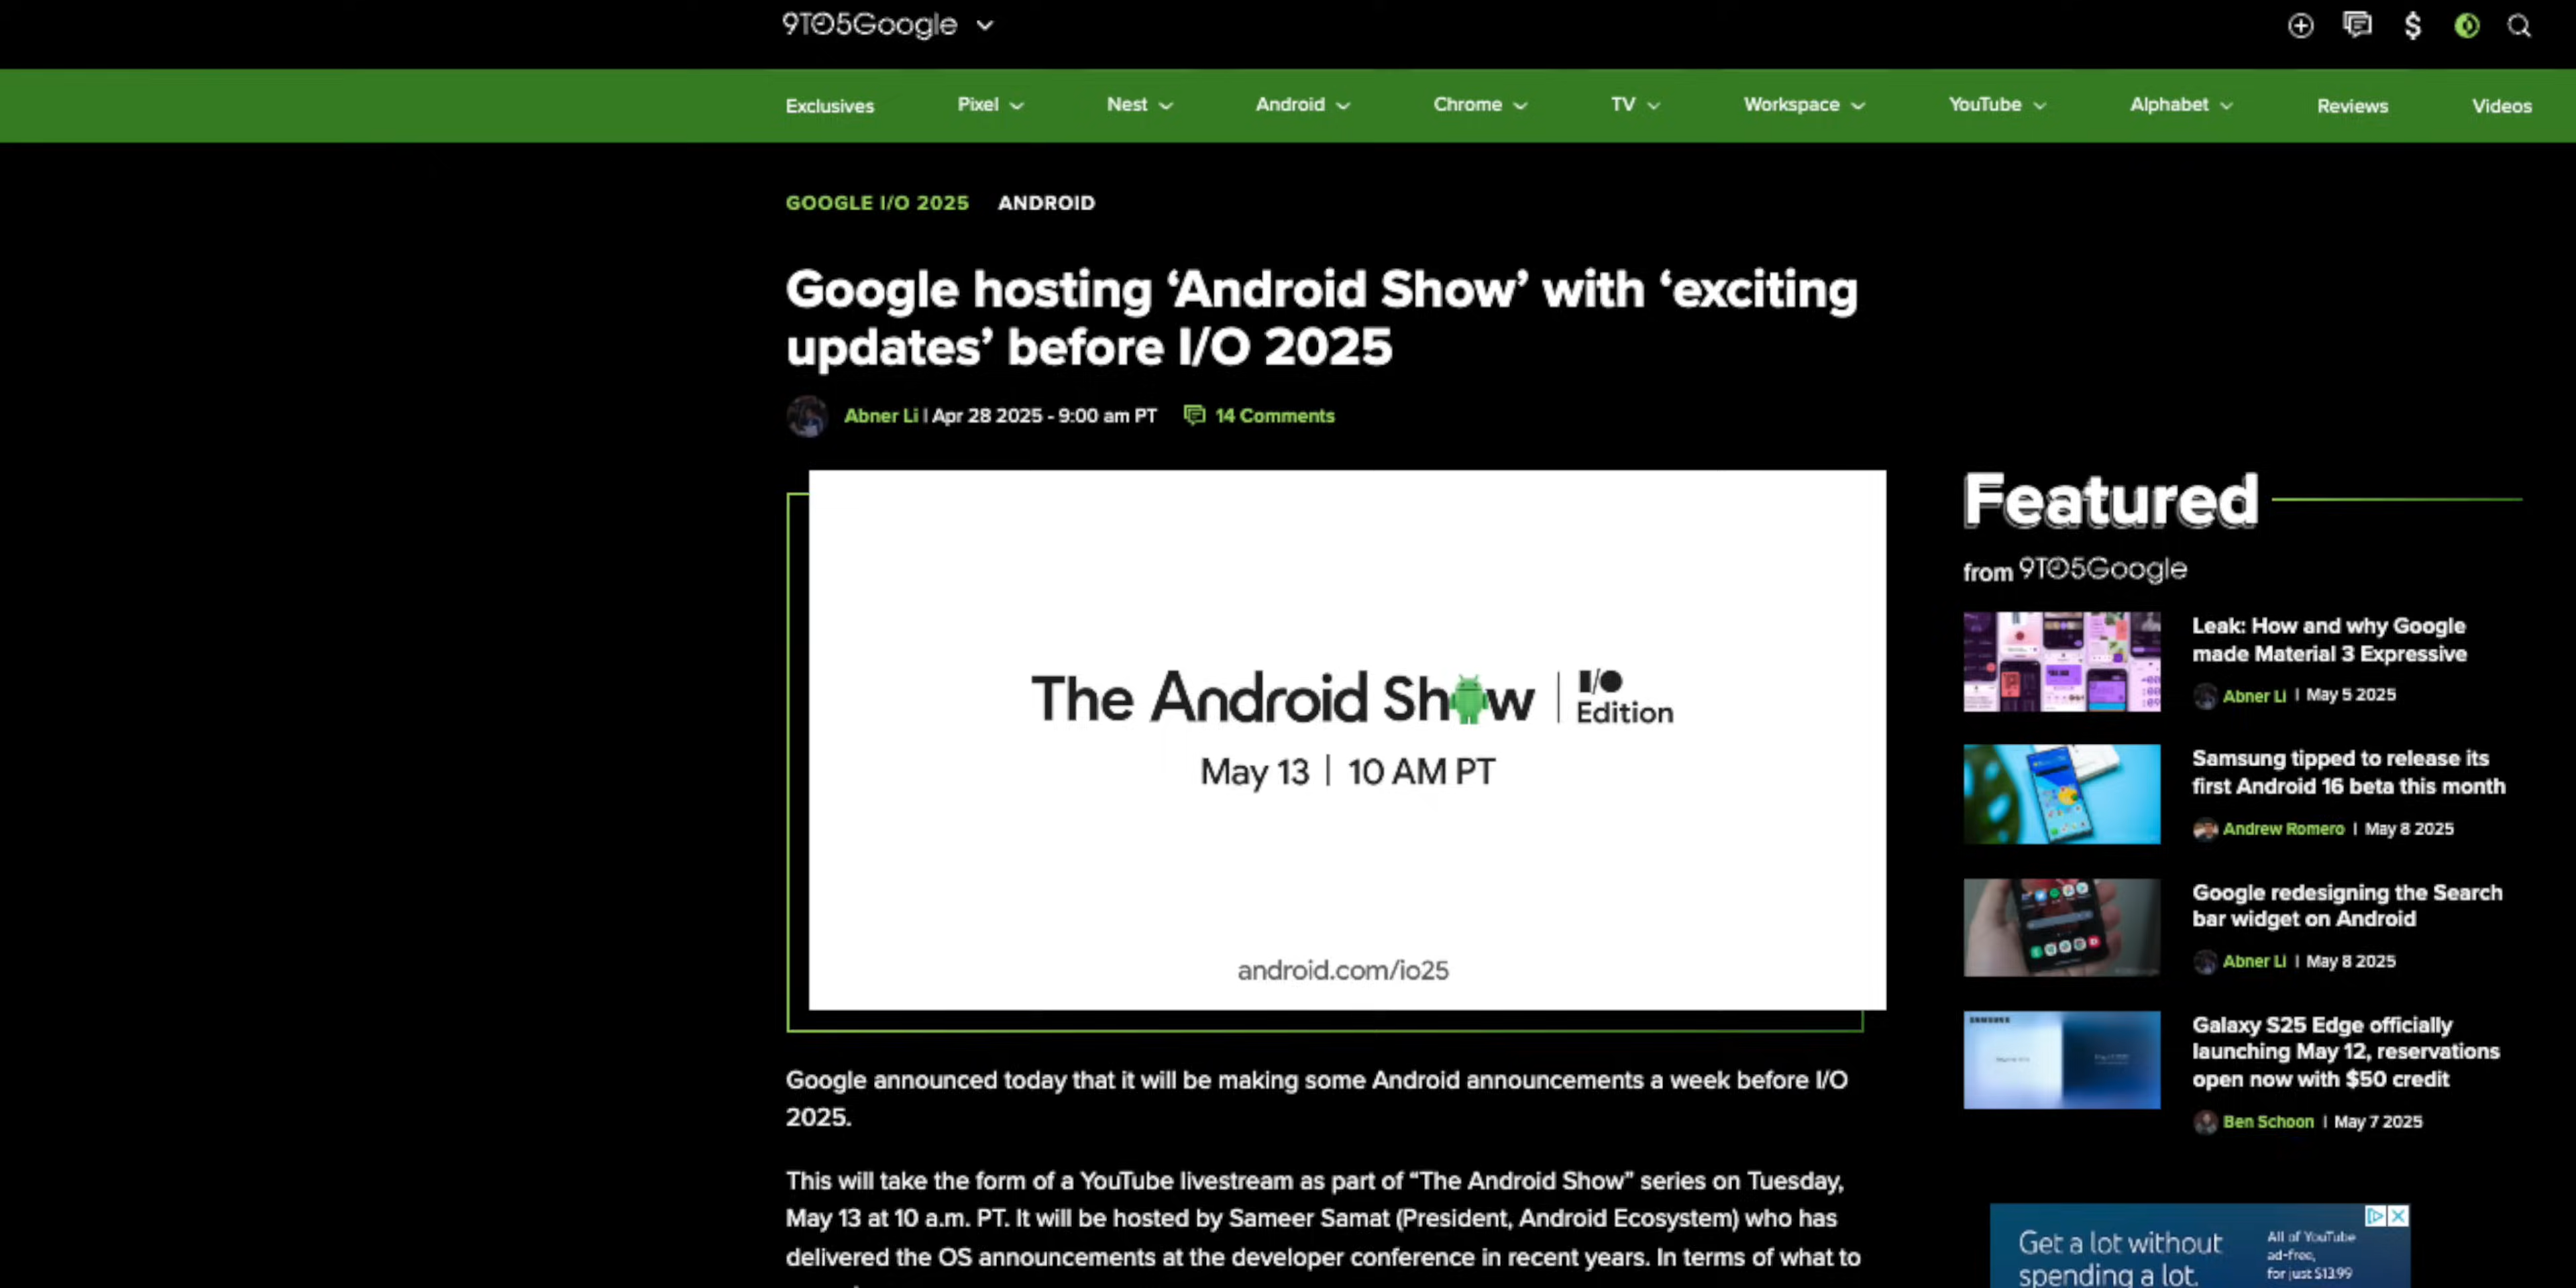 9TO5Google
Exclusives Pixel Nest Android Chrome TV Workspace YouTube Alphabet Reviews Videos
GOOGLE I/O 2025 ANDROID
Google hosting ‘Android Show’ with ‘exciting
updates’ before I/O 2025
Abner Li | Apr 28 2025 - 9:00 am PT 14 Comments
The Android Show | I/O
Edition
May 13 | 10 AM PT
android.com/io25
Google announced today that it will be making some Android announcements a week before I/O
2025.
This will take the form of a YouTube livestream as part of “The Android Show” series on Tuesday,
May 13 at 10 a.m. PT. It will be hosted by Sameer Samat (President, Android Ecosystem) who has
delivered the OS announcements at the developer conference in recent years. In terms of what to
Featured
from 9TO5Google
Leak: How and why Google
made Material 3 Expressive
Abner Li | May 5 2025
Samsung tipped to release its
first Android 16 beta this month
Andrew Romero | May 8 2025
Google redesigning the Search
bar widget on Android
Abner Li | May 8 2025
SAMSUNG
Galaxy S25 Edge officially
launching May 12, reservations
open now with $50 credit
Ben Schoon | May 7 2025
Get a lot without
spending a lot.
All of YouTube
ad-free,
for just $13.99